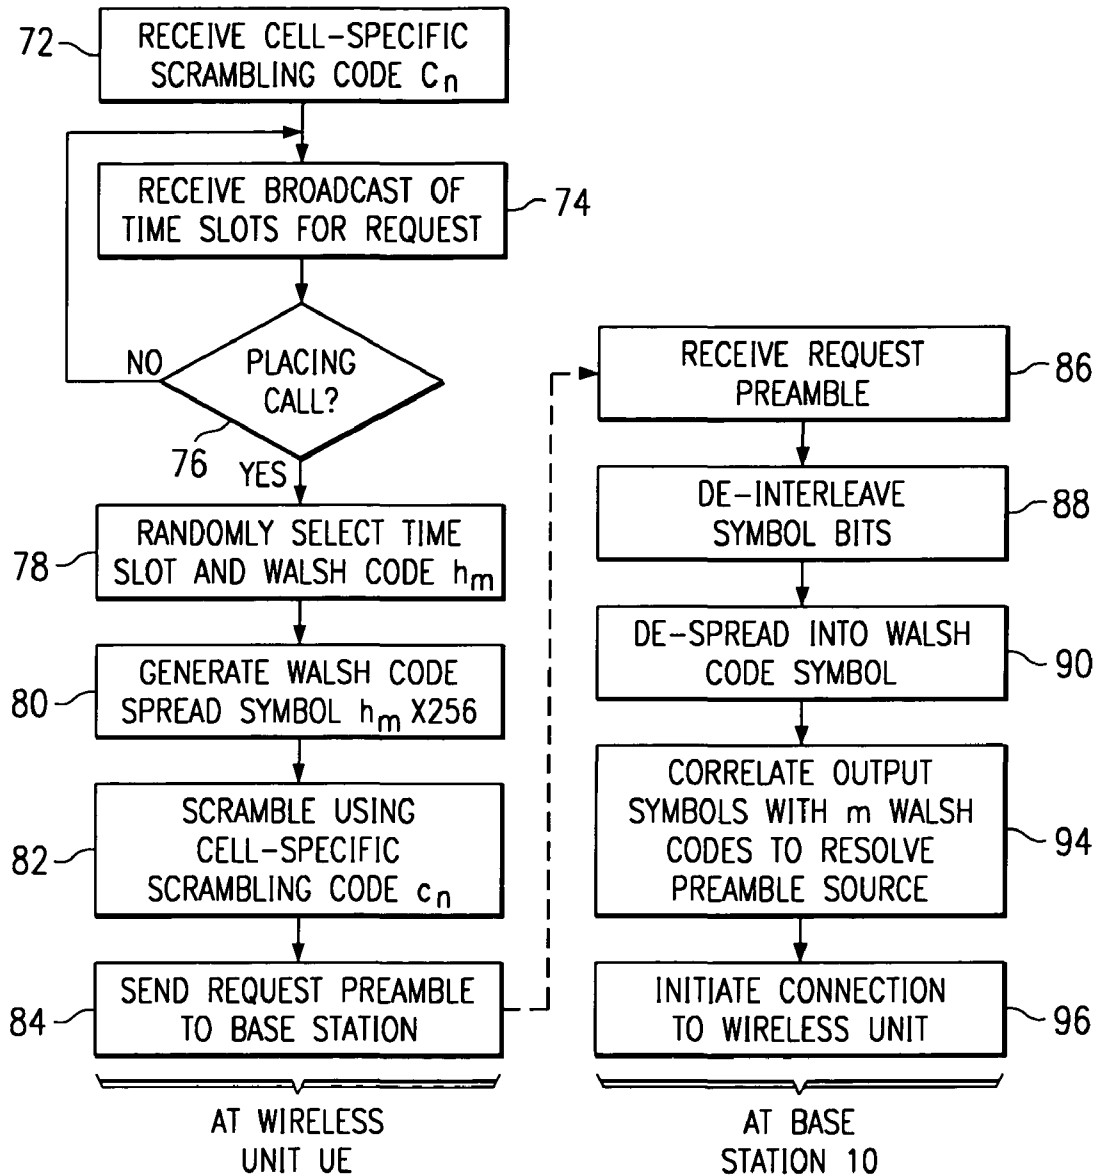 72
RECEIVE CELL-SPECIFIC
SCRAMBLING CODE Cn
RECEIVE BROADCAST OF
TIME SLOTS FOR REQUEST
74
NO
PLACING
CALL?
76
YES
78
RANDOMLY SELECT TIME
SLOT AND WALSH CODE hm
80
GENERATE WALSH CODE
SPREAD SYMBOL hm X256
82
SCRAMBLE USING
CELL-SPECIFIC
SCRAMBLING CODE cn
84
SEND REQUEST PREAMBLE
TO BASE STATION
AT WIRELESS
UNIT UE
RECEIVE REQUEST
PREAMBLE
86
DE-INTERLEAVE
SYMBOL BITS
88
DE-SPREAD INTO WALSH
CODE SYMBOL
90
CORRELATE OUTPUT
SYMBOLS WITH m WALSH
CODES TO RESOLVE
PREAMBLE SOURCE
94
INITIATE CONNECTION
TO WIRELESS UNIT
96
AT BASE
STATION 10